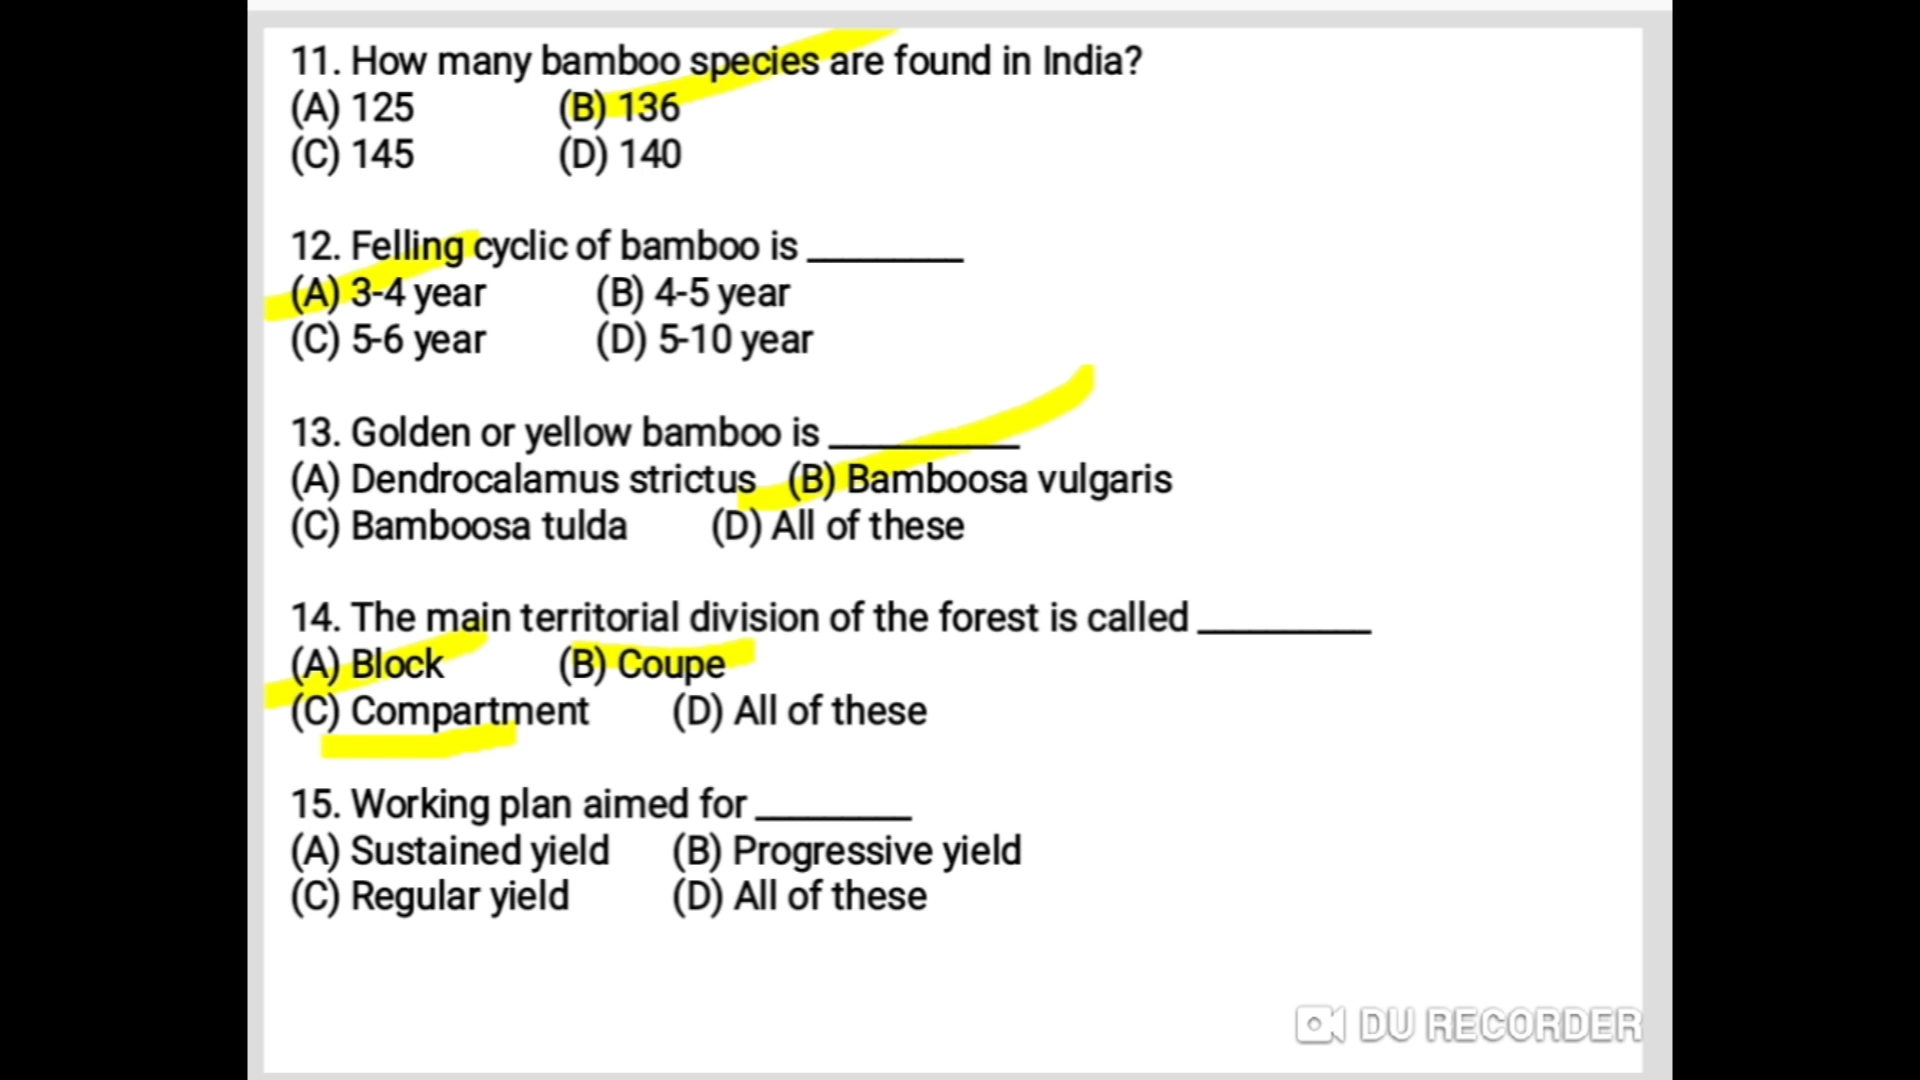 11. How many bamboo species are found in India?
(A) 125 (B) 136
(C) 145 (D) 140
12. Felling cyclic of bamboo is _________
(A) 3-4 year (B) 4-5 year
(C) 5-6 year (D) 5-10 year
13. Golden or yellow bamboo is ___________
(A) Dendrocalamus strictus (B) Bamboosa vulgaris
(C) Bamboosa tulda (D) All of these
14. The main territorial division of the forest is called __________
(A) Block (B) Coupe
(C) Compartment (D) All of these
15. Working plan aimed for _________
(A) Sustained yield (B) Progressive yield
(C) Regular yield (D) All of these
DU RECORDER